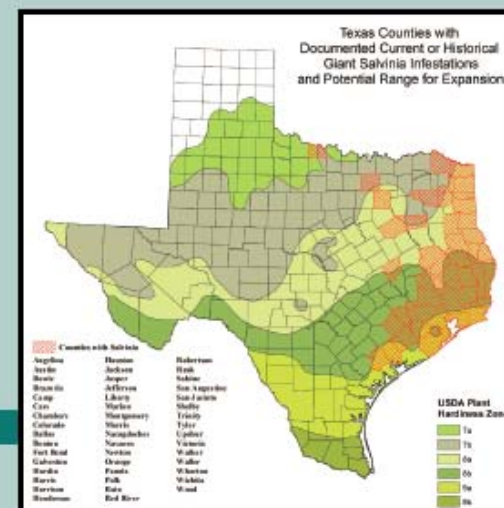 Texas Counties with
Documented Current or Historical
Giant Salvinia Infestations
and Potential Range for Expansion
Counties with Salvinia
Angelina Houston Robertson
Austin Jackson Rusk
Bowie Jasper Sabine
Brazoria Jefferson San Augustine
Camp Liberty San Jacinto
Cass Marion Shelby
Chambers Montgomery Trinity
Colorado Morris Tyler
Dallas Nacogdoches Upshur
Denton Navarro Victoria
Fort Bend Newton Walker
Galveston Orange Waller
Hardin Panola Wharton
Harris Polk Wichita
Harrison Rains Wood
Henderson Red River
USDA Plant
Hardiness Zone
7a
7b
8a
8b
9a
9b